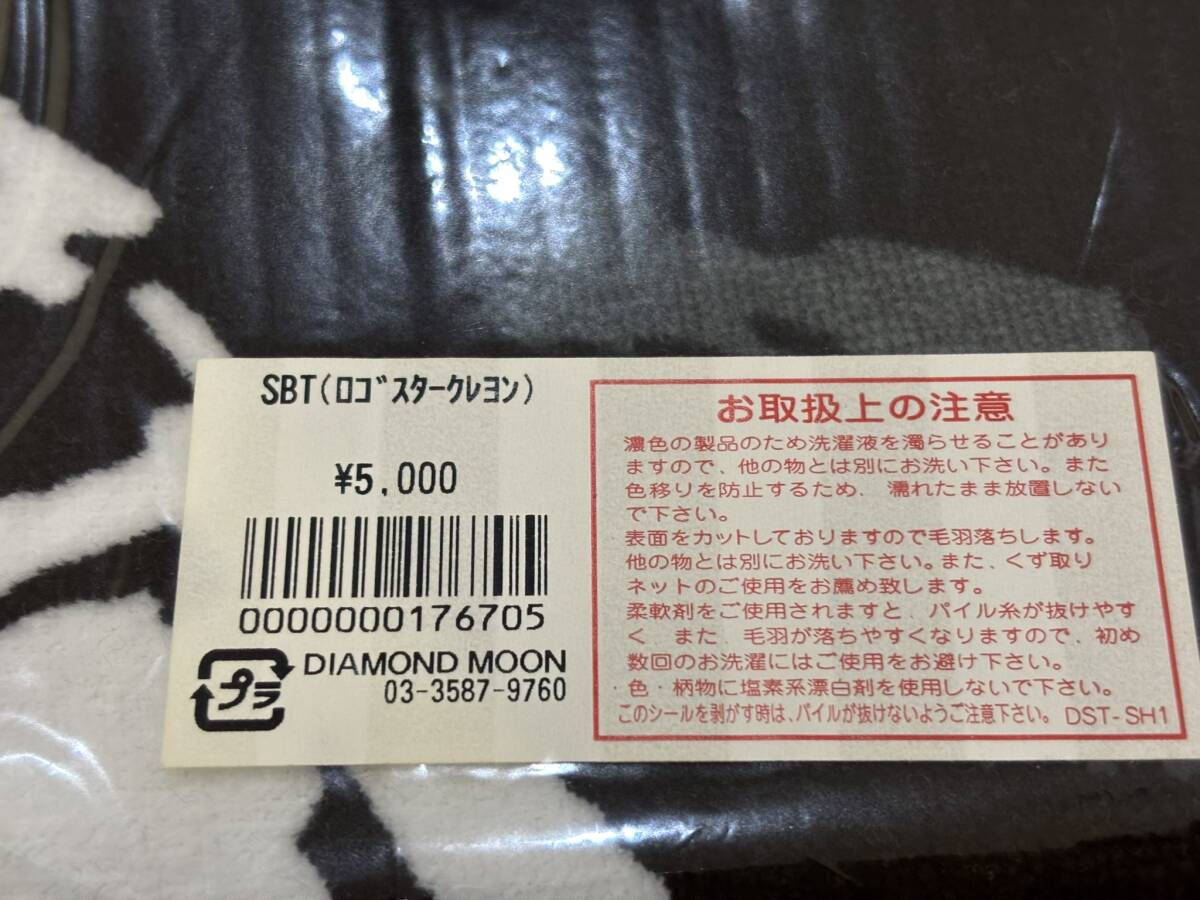 SBT(ﾛｺﾞｽﾀｰｸﾚﾖﾝ)
¥5,000
0000000176705
プラ
DIAMOND MOON
03-3587-9760
お取扱上の注意
濃色の製品のため洗濯液を濁らせることがあり
ますので、他の物とは別にお洗い下さい。また
色移りを防止するため、濡れたまま放置しない
で下さい。
表面をカットしておりますので毛羽落ちします。
他の物とは別にお洗い下さい。また、くず取り
ネットのご使用をお薦め致します。
柔軟剤をご使用されますと、パイル糸が抜けやす
く、また、毛羽が落ちやすくなりますので、初め
数回のお洗濯にはご使用をお避け下さい。
・色・柄物に塩素系漂白剤を使用しないで下さい。
このシールを剥がす時は、パイルが抜けないようご注意下さい。 DST-SH1